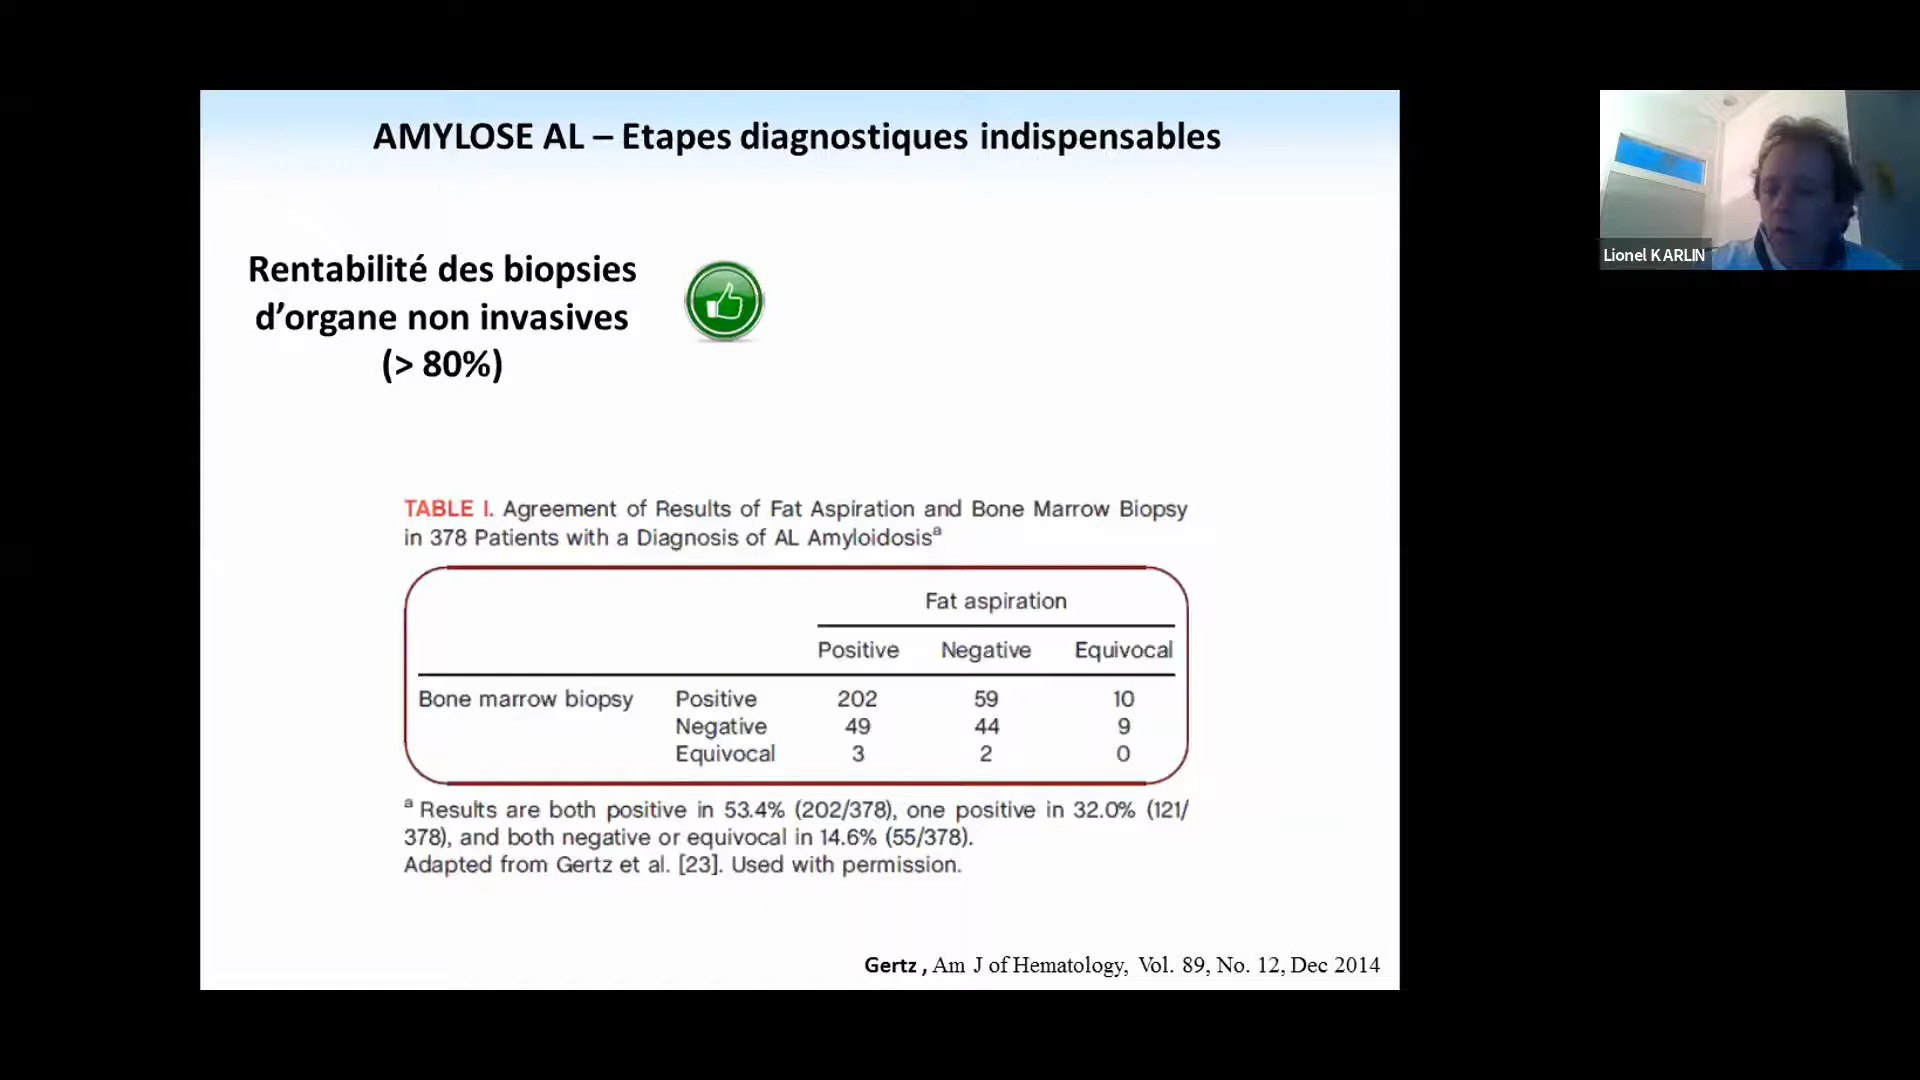 AMYLOSE AL – Etapes diagnostiques indispensables
Rentabilité des biopsies
d’organe non invasives
(> 80%)
TABLE I. Agreement of Results of Fat Aspiration and Bone Marrow Biopsy
in 378 Patients with a Diagnosis of AL Amyloidosisᵃ
Fat aspiration
Positive Negative Equivocal
Bone marrow biopsy Positive 202 59 10
Negative 49 44 9
Equivocal 3 2 0
ᵃ Results are both positive in 53.4% (202/378), one positive in 32.0% (121/
378), and both negative or equivocal in 14.6% (55/378).
Adapted from Gertz et al. [23]. Used with permission.
Gertz , Am J of Hematology, Vol. 89, No. 12, Dec 2014
Lionel KARLIN